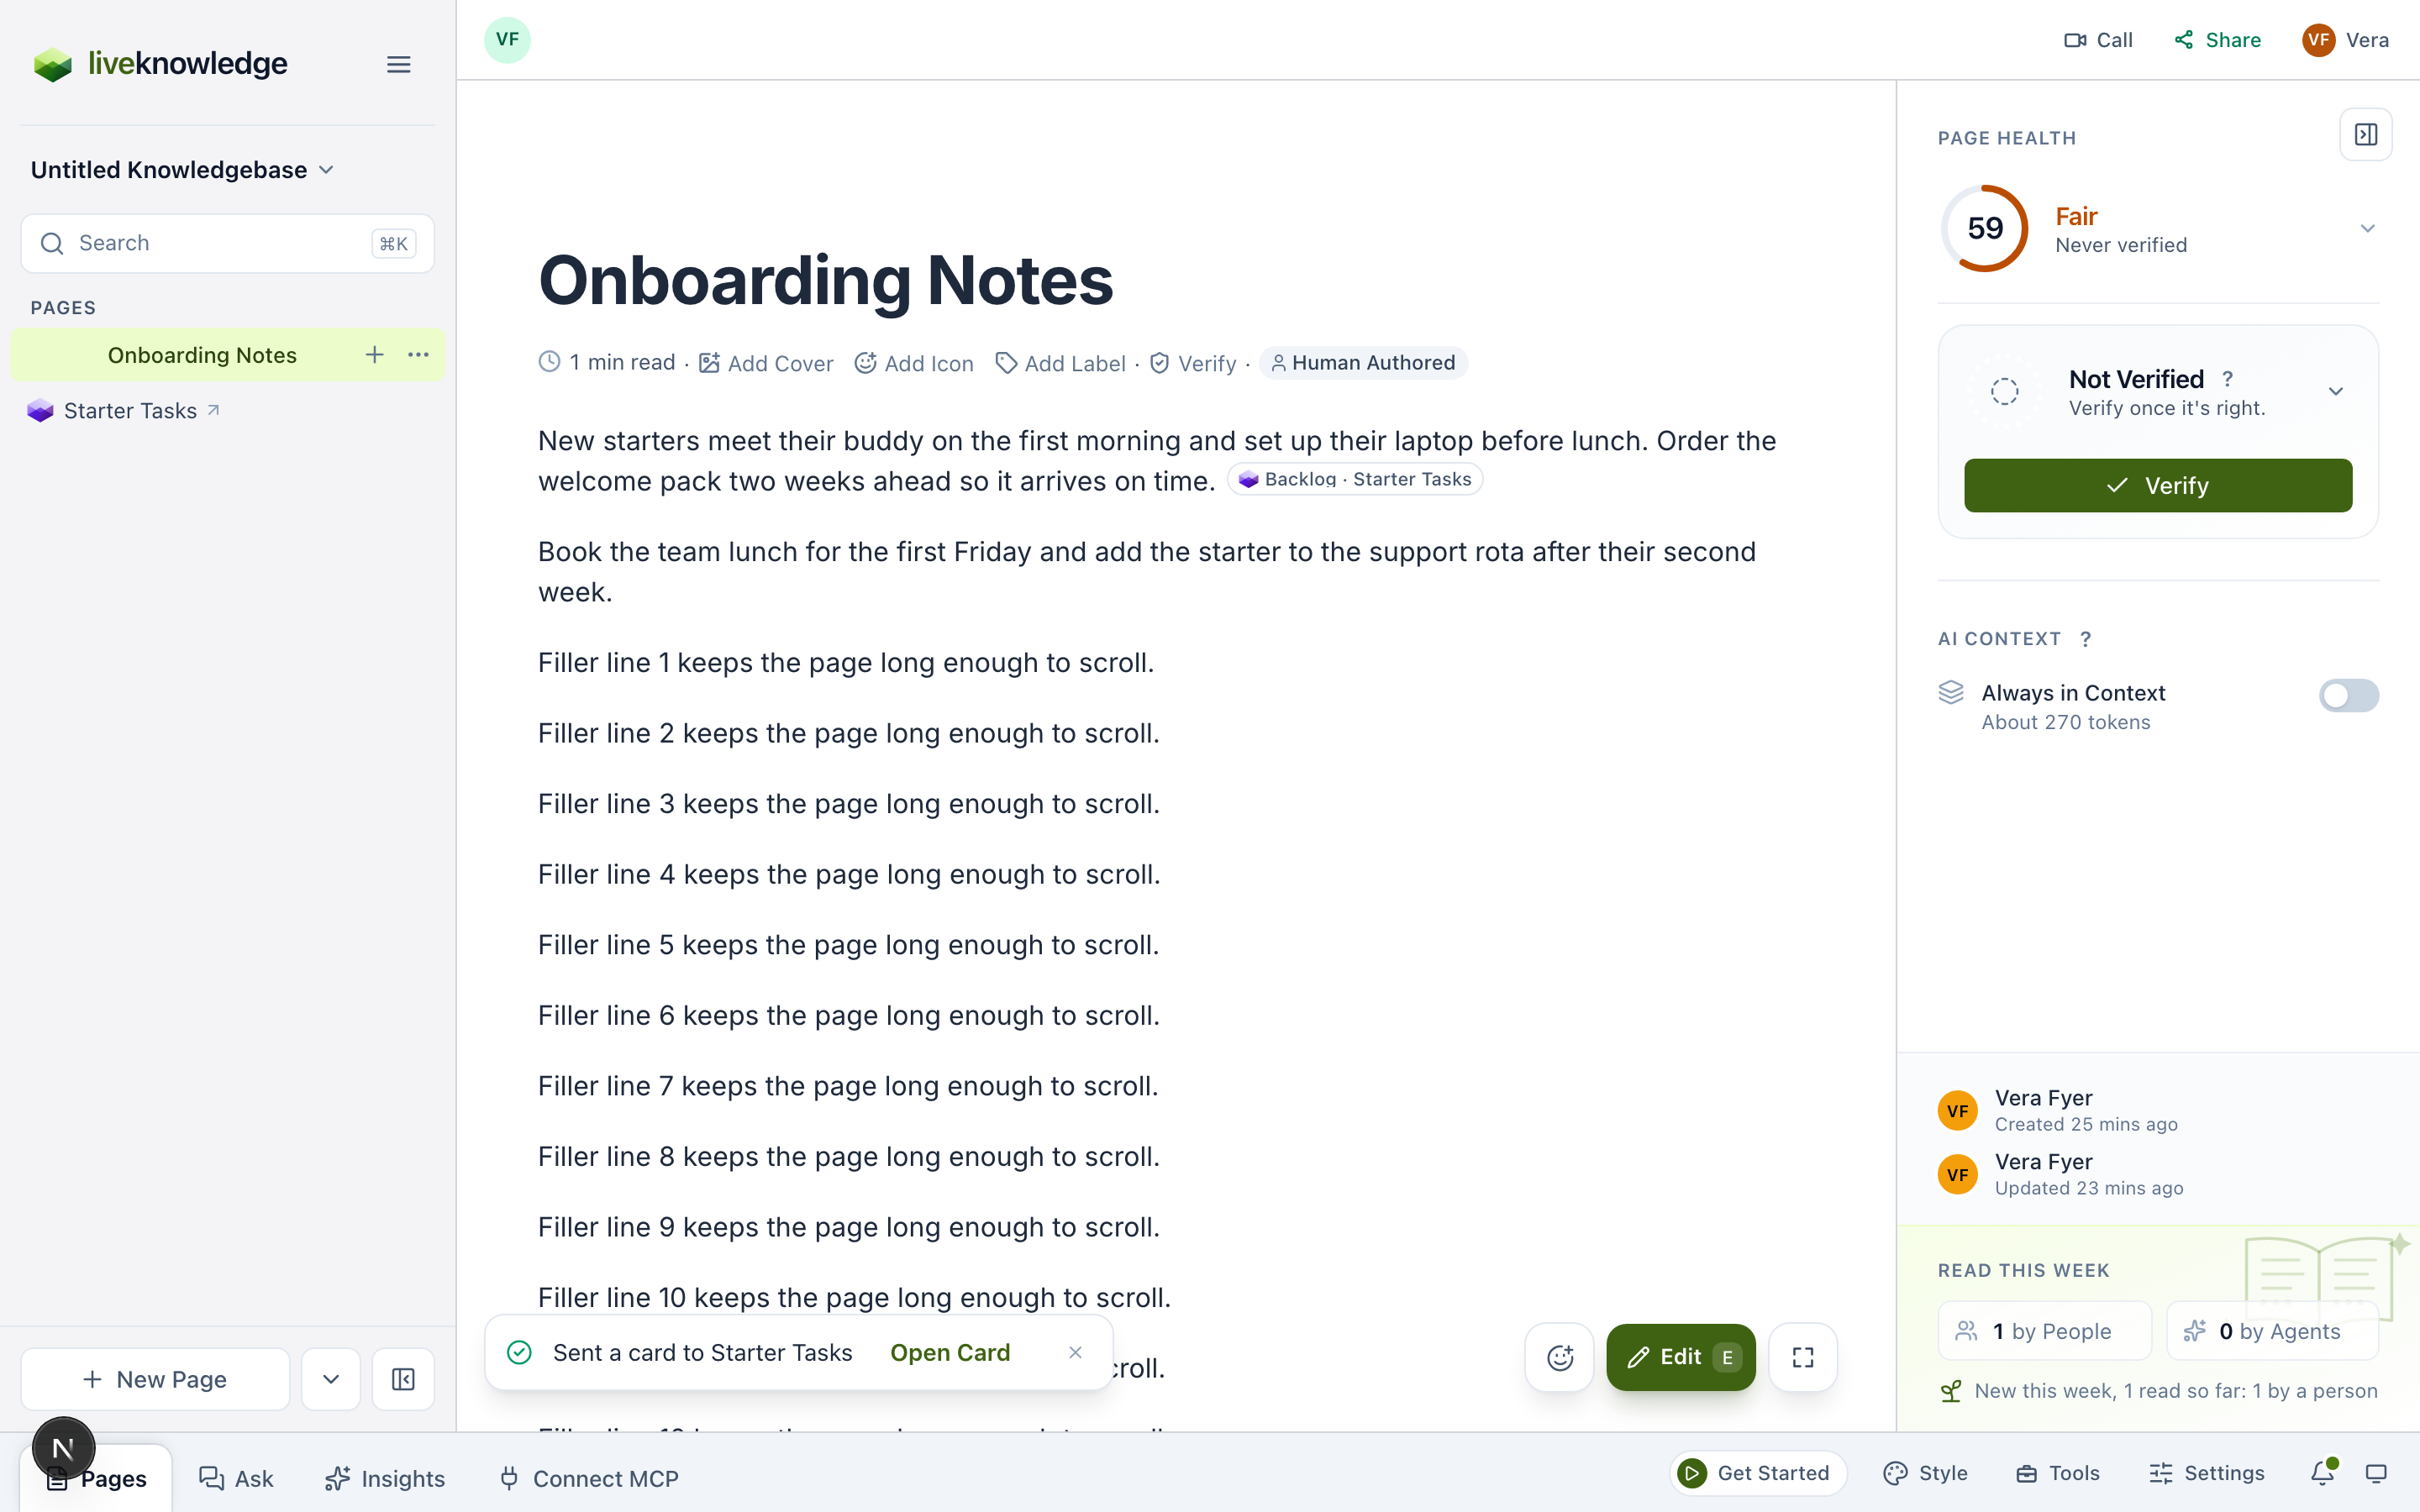 liveknowledge
VF
Call
Share
VF
Vera
Untitled Knowledgebase
Search
⌘K
PAGES
Onboarding Notes
Starter Tasks
Onboarding Notes
1 min read · Add Cover Add Icon Add Label · Verify · Human Authored
New starters meet their buddy on the first morning and set up their laptop before lunch. Order the
welcome pack two weeks ahead so it arrives on time. Backlog · Starter Tasks
Book the team lunch for the first Friday and add the starter to the support rota after their second
week.
Filler line 1 keeps the page long enough to scroll.
Filler line 2 keeps the page long enough to scroll.
Filler line 3 keeps the page long enough to scroll.
Filler line 4 keeps the page long enough to scroll.
Filler line 5 keeps the page long enough to scroll.
Filler line 6 keeps the page long enough to scroll.
Filler line 7 keeps the page long enough to scroll.
Filler line 8 keeps the page long enough to scroll.
Filler line 9 keeps the page long enough to scroll.
Filler line 10 keeps the page long enough to scroll.
Sent a card to Starter Tasks Open Card
Edit E
PAGE HEALTH
59
Fair
Never verified
Not Verified ?
Verify once it's right.
Verify
AI CONTEXT ?
Always in Context
About 270 tokens
VF
Vera Fyer
Created 25 mins ago
VF
Vera Fyer
Updated 23 mins ago
READ THIS WEEK
1 by People
0 by Agents
New this week, 1 read so far: 1 by a person
New Page
N
Pages
Ask
Insights
Connect MCP
Get Started
Style
Tools
Settings